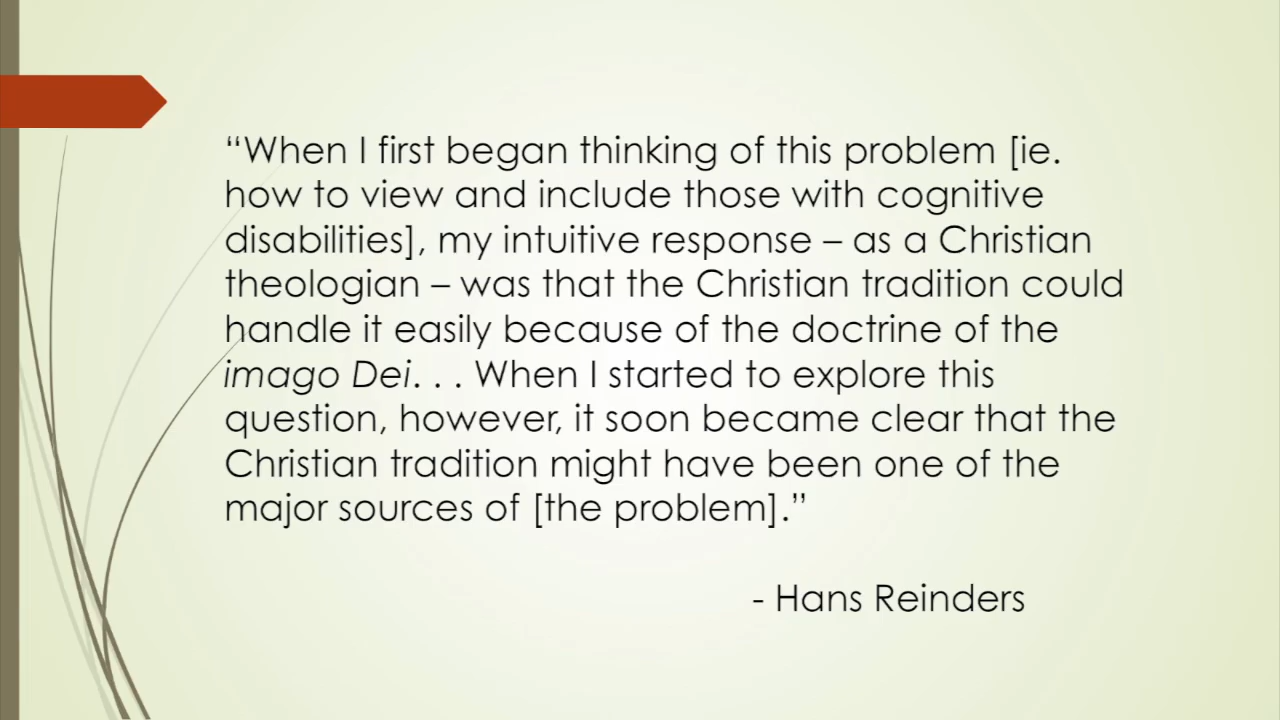 “When I first began thinking of this problem [ie.
how to view and include those with cognitive
disabilities], my intuitive response – as a Christian
theologian – was that the Christian tradition could
handle it easily because of the doctrine of the
imago Dei. . . When I started to explore this
question, however, it soon became clear that the
Christian tradition might have been one of the
major sources of [the problem].”
- Hans Reinders